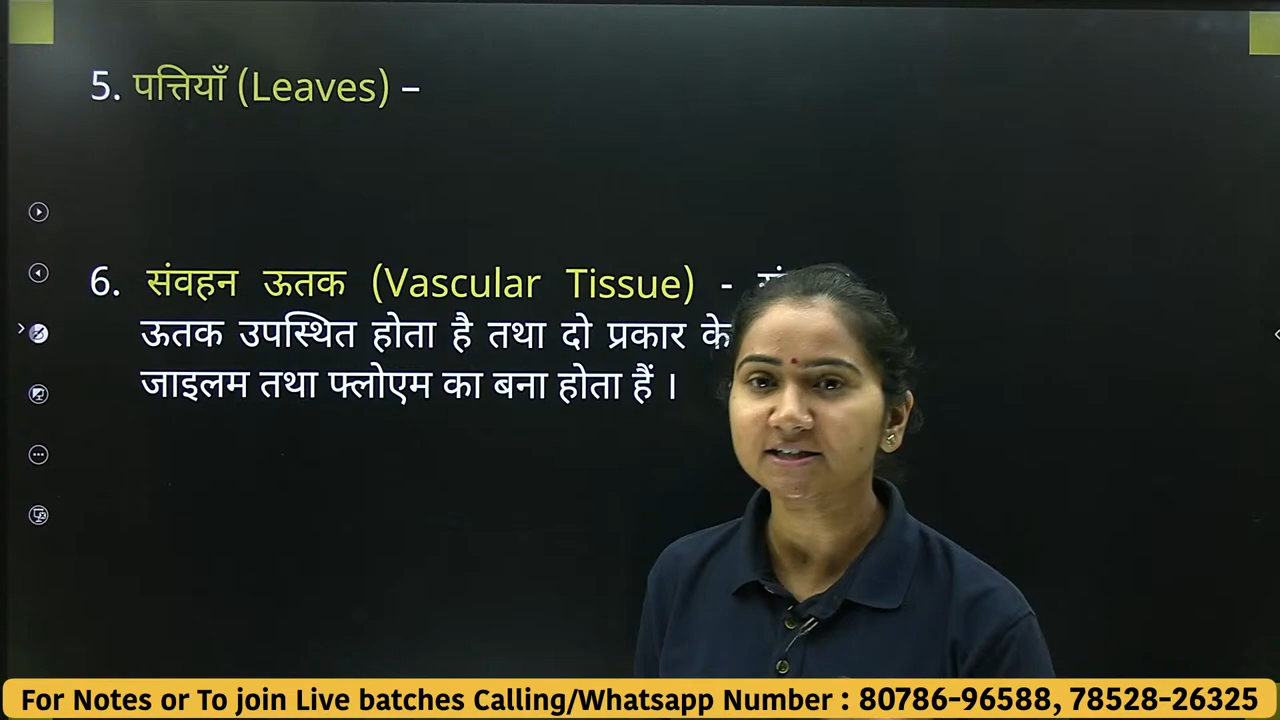 5. पत्तियाँ (Leaves) –
6. संवहन ऊतक (Vascular Tissue) -
ऊतक उपस्थित होता है तथा दो प्रकार के
जाइलम तथा फ्लोएम का बना होता हैं ।
For Notes or To join Live batches Calling/Whatsapp Number : 80786-96588, 78528-26325